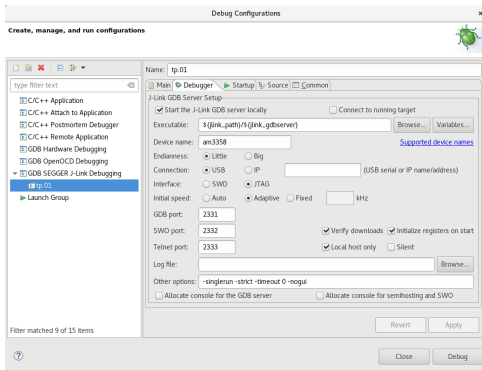 Debug Configurations
Create, manage, and run configurations
type filter text
C/C++ Application
C/C++ Attach to Application
C/C++ Postmortem Debugger
C/C++ Remote Application
GDB Hardware Debugging
GDB OpenOCD Debugging
GDB SEGGER J-Link Debugging
tp.01
Launch Group
Filter matched 9 of 15 items
Name: tp.01
Main Debugger Startup Source Common
J-Link GDB Server Setup
Start the J-Link GDB server locally Connect to running target
Executable: ${jlink_path}/${jlink_gdbserver} Browse... Variables...
Device name: am3358 Supported device names
Endianness: Little Big
Connection: USB IP (USB serial or IP name/address)
Interface: SWD JTAG
Initial speed: Auto Adaptive Fixed kHz
GDB port: 2331
SWO port: 2332 Verify downloads Initialize registers on start
Telnet port: 2333 Local host only Silent
Log file: Browse...
Other options: -singlerun -strict -timeout 0 -nogui
Allocate console for the GDB server Allocate console for semihosting and SWO
Revert Apply
? Close Debug